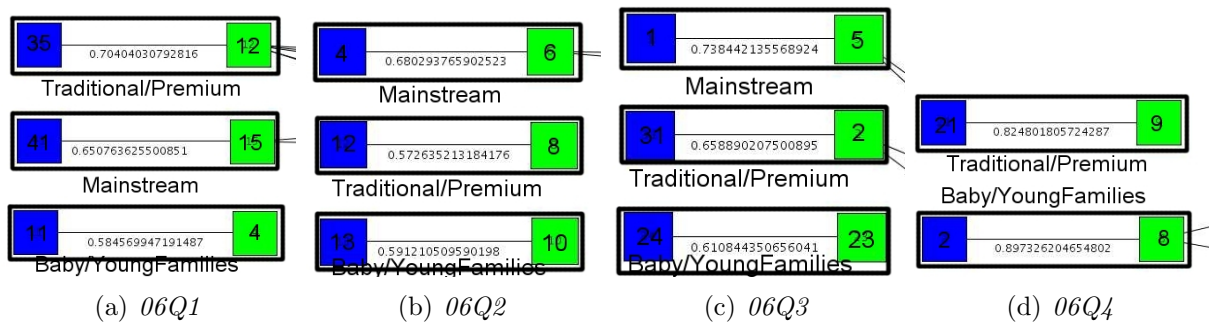 35 0.70404030792816 12
Traditional/Premium
41 0.650763625500851 15
Mainstream
11 0.584569947191487 4
Baby/YoungFamilies
(a) 06Q1
4 0.680293765902523 6
Mainstream
12 0.572635213184176 8
Traditional/Premium
13 0.591210509590198 10
Baby/YoungFamilies
(b) 06Q2
1 0.738442135568924 5
Mainstream
31 0.658890207500895 2
Traditional/Premium
24 0.610844350656041 23
Baby/YoungFamilies
(c) 06Q3
21 0.824801805724287 9
Traditional/Premium
Baby/YoungFamilies
2 0.897326204654802 8
(d) 06Q4